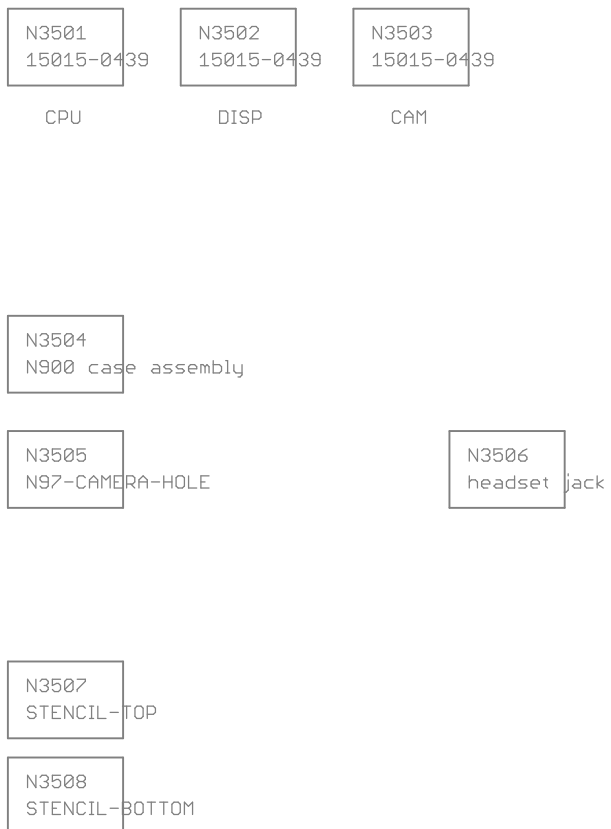 N3501
15015-0439
CPU
N3502
15015-0439
DISP
N3503
15015-0439
CAM
N3504
N900 case assembly
N3505
N97-CAMERA-HOLE
N3506
headset jack
N3507
STENCIL-TOP
N3508
STENCIL-BOTTOM